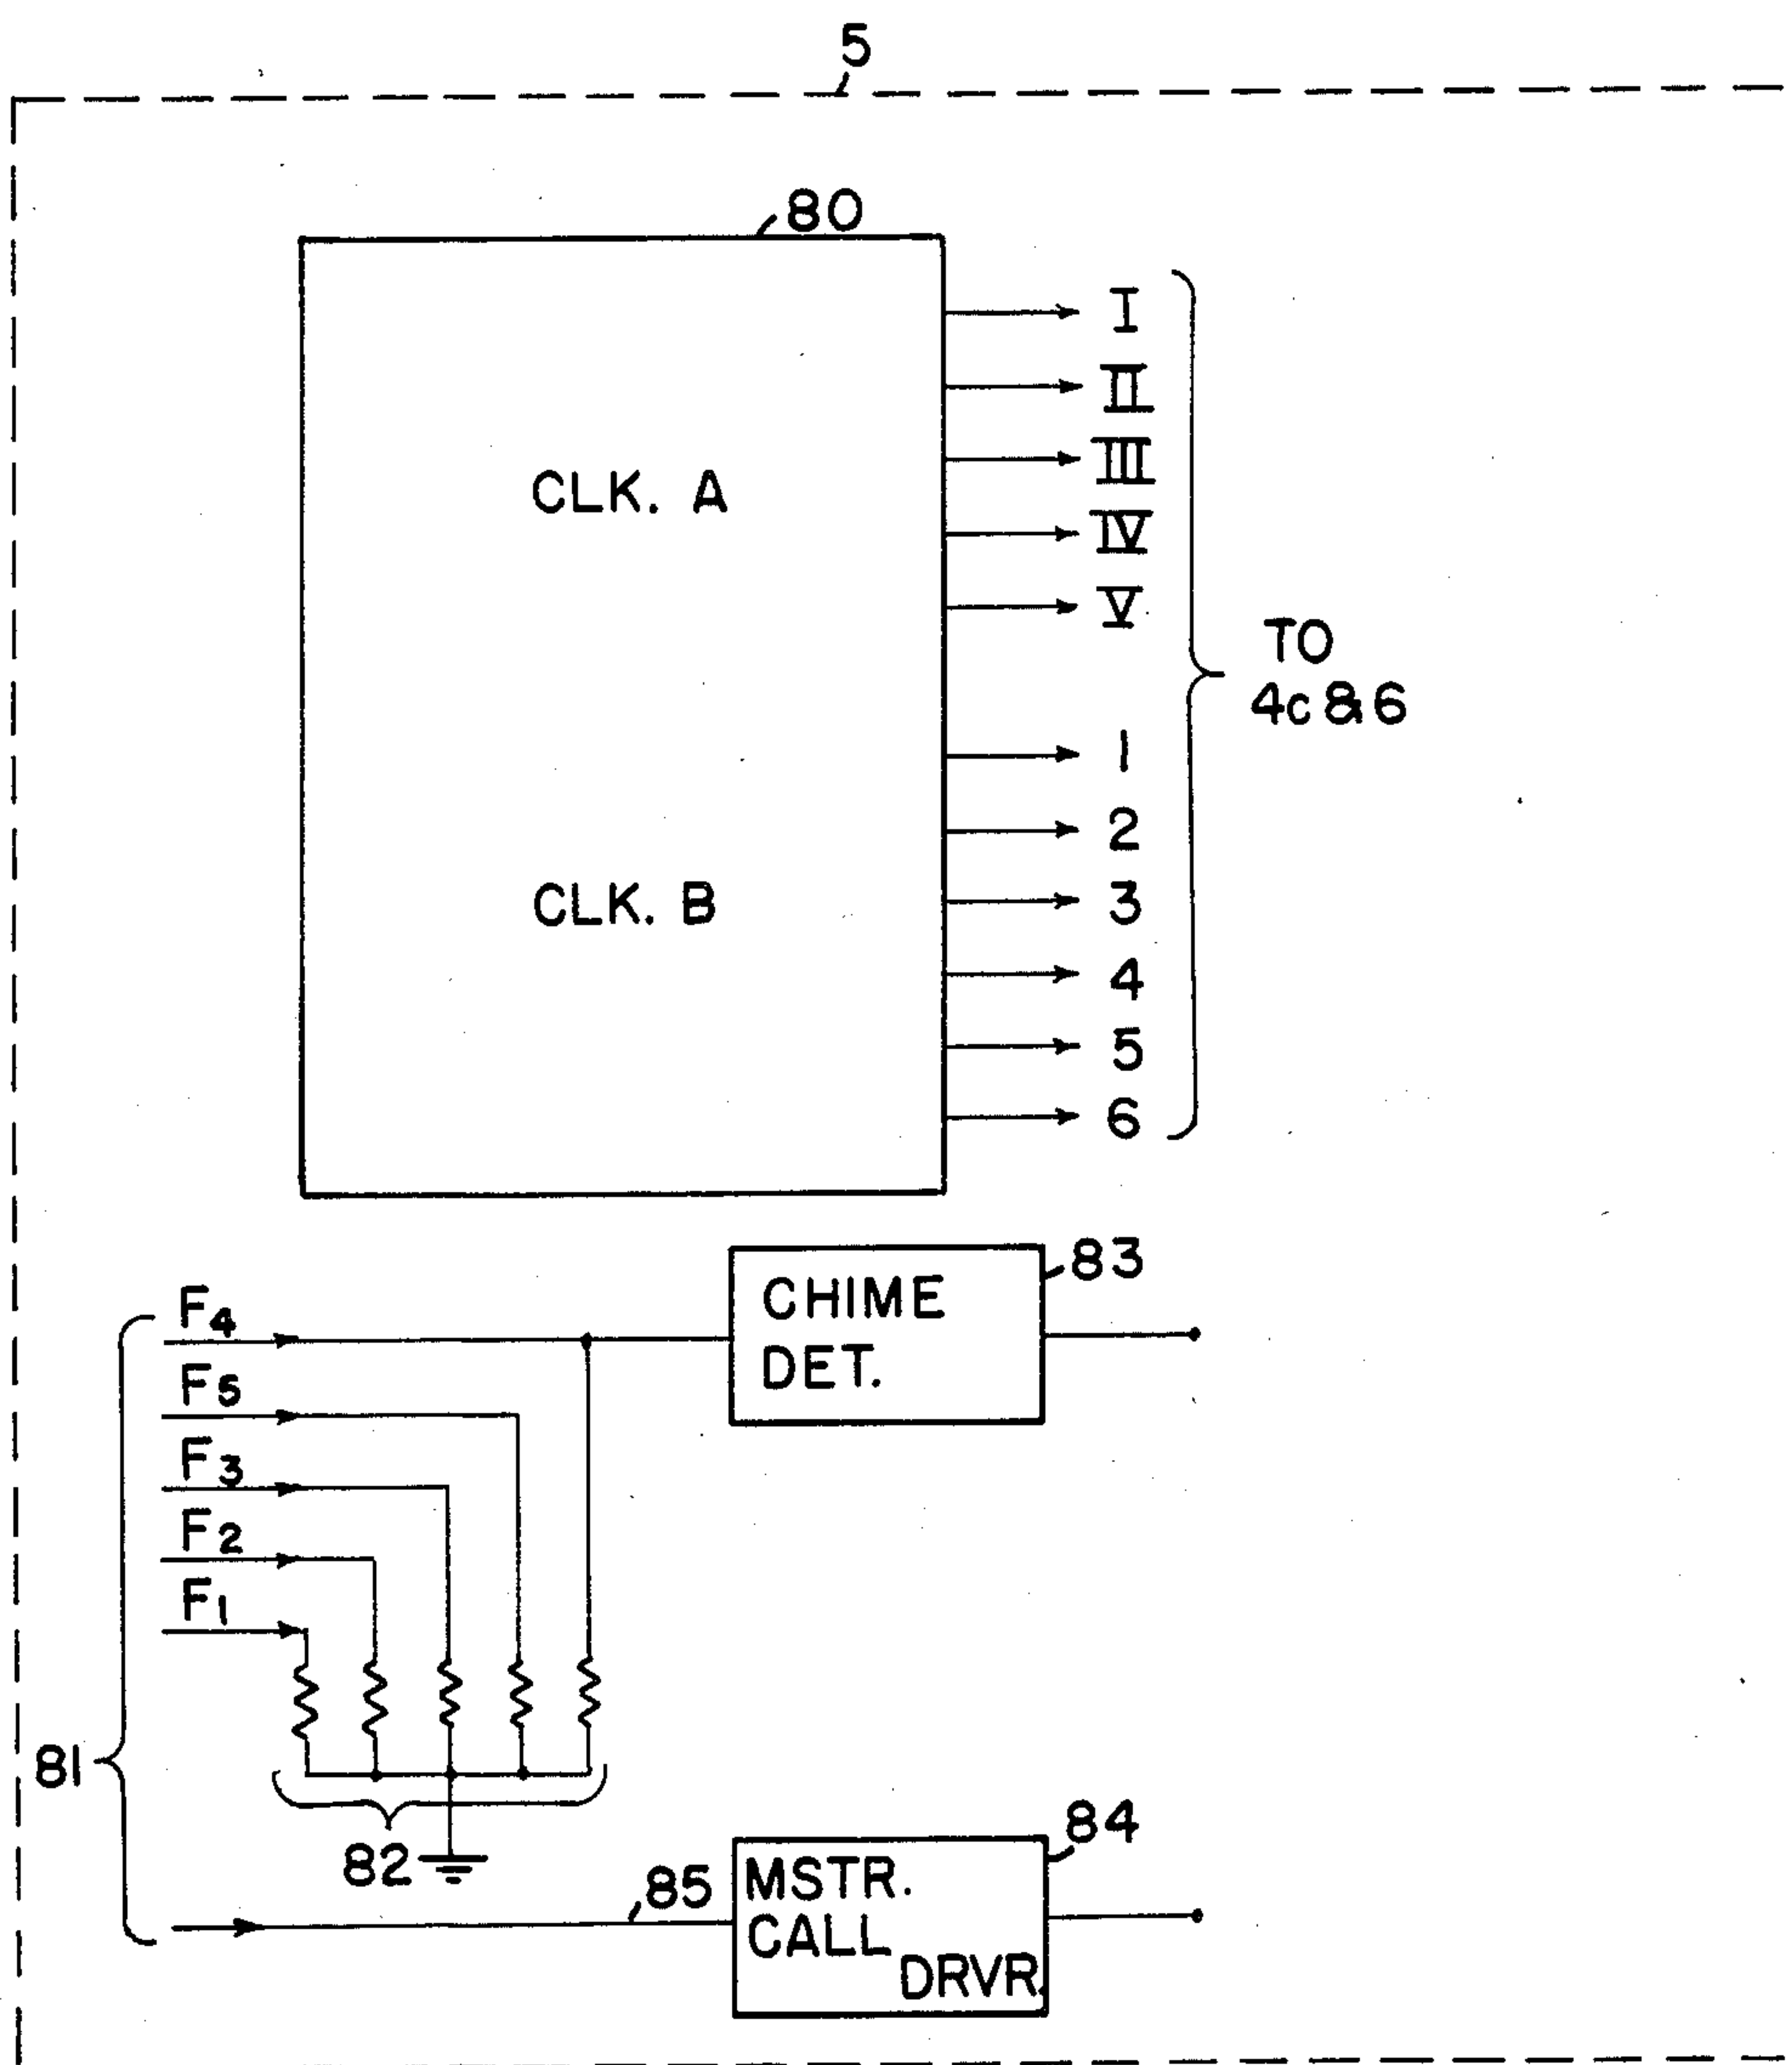 5
80
I
II
III
CLK. A
IV
V
TO
4c & 6
1
2
CLK. B
3
4
5
6
83
CHIME
DET.
F4
F5
F3
F2
F1
81
82
84
85
MSTR.
CALL
DRVR.